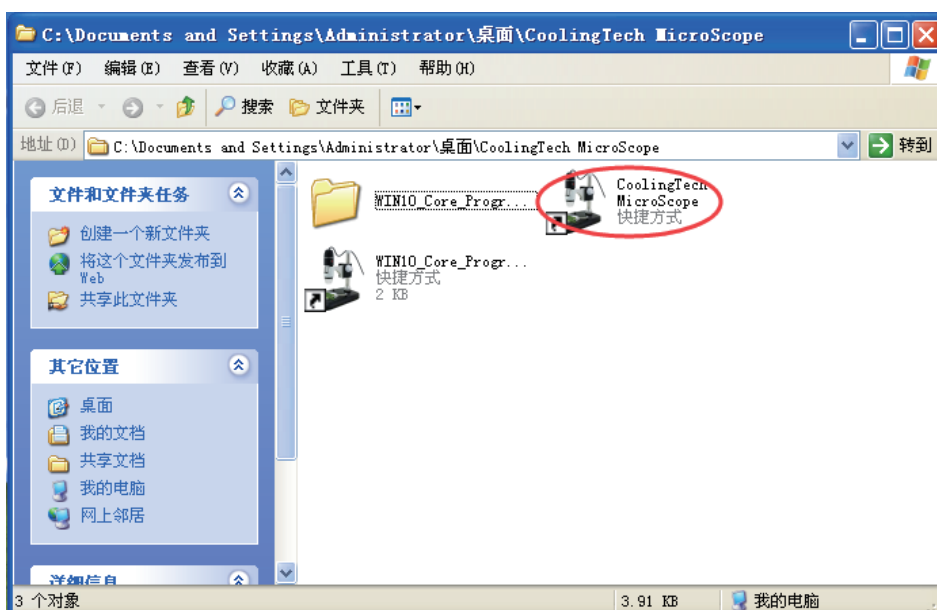 C:\Documents and Settings\Administrator\桌面\CoolingTech MicroScope
文件(F) 编辑(E) 查看(V) 收藏(A) 工具(T) 帮助(H)
后退 搜索 文件夹
地址(D) C:\Documents and Settings\Administrator\桌面\CoolingTech MicroScope 转到
文件和文件夹任务
创建一个新文件夹
将这个文件夹发布到
Web
共享此文件夹
其它位置
桌面
我的文档
共享文档
我的电脑
网上邻居
详细信息
WIN10_Core_Progr...
CoolingTech
MicroScope
快捷方式
WIN10_Core_Progr...
快捷方式
2 KB
3 个对象 3.91 KB 我的电脑